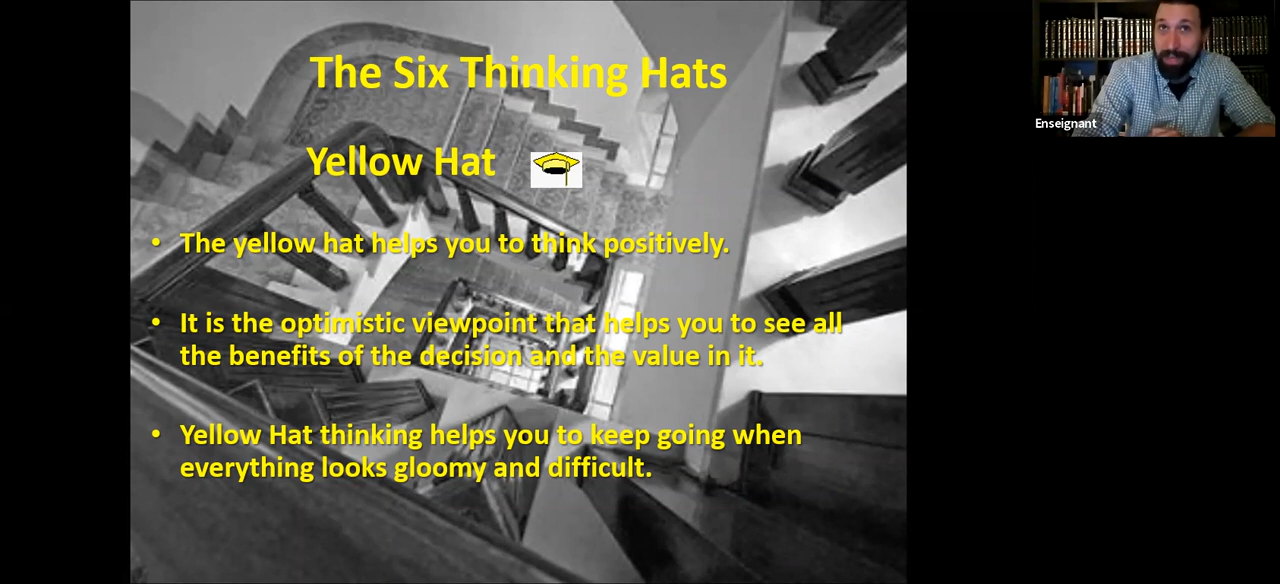 The Six Thinking Hats
Yellow Hat
• The yellow hat helps you to think positively.
• It is the optimistic viewpoint that helps you to see all
the benefits of the decision and the value in it.
• Yellow Hat thinking helps you to keep going when
everything looks gloomy and difficult.
Enseignant